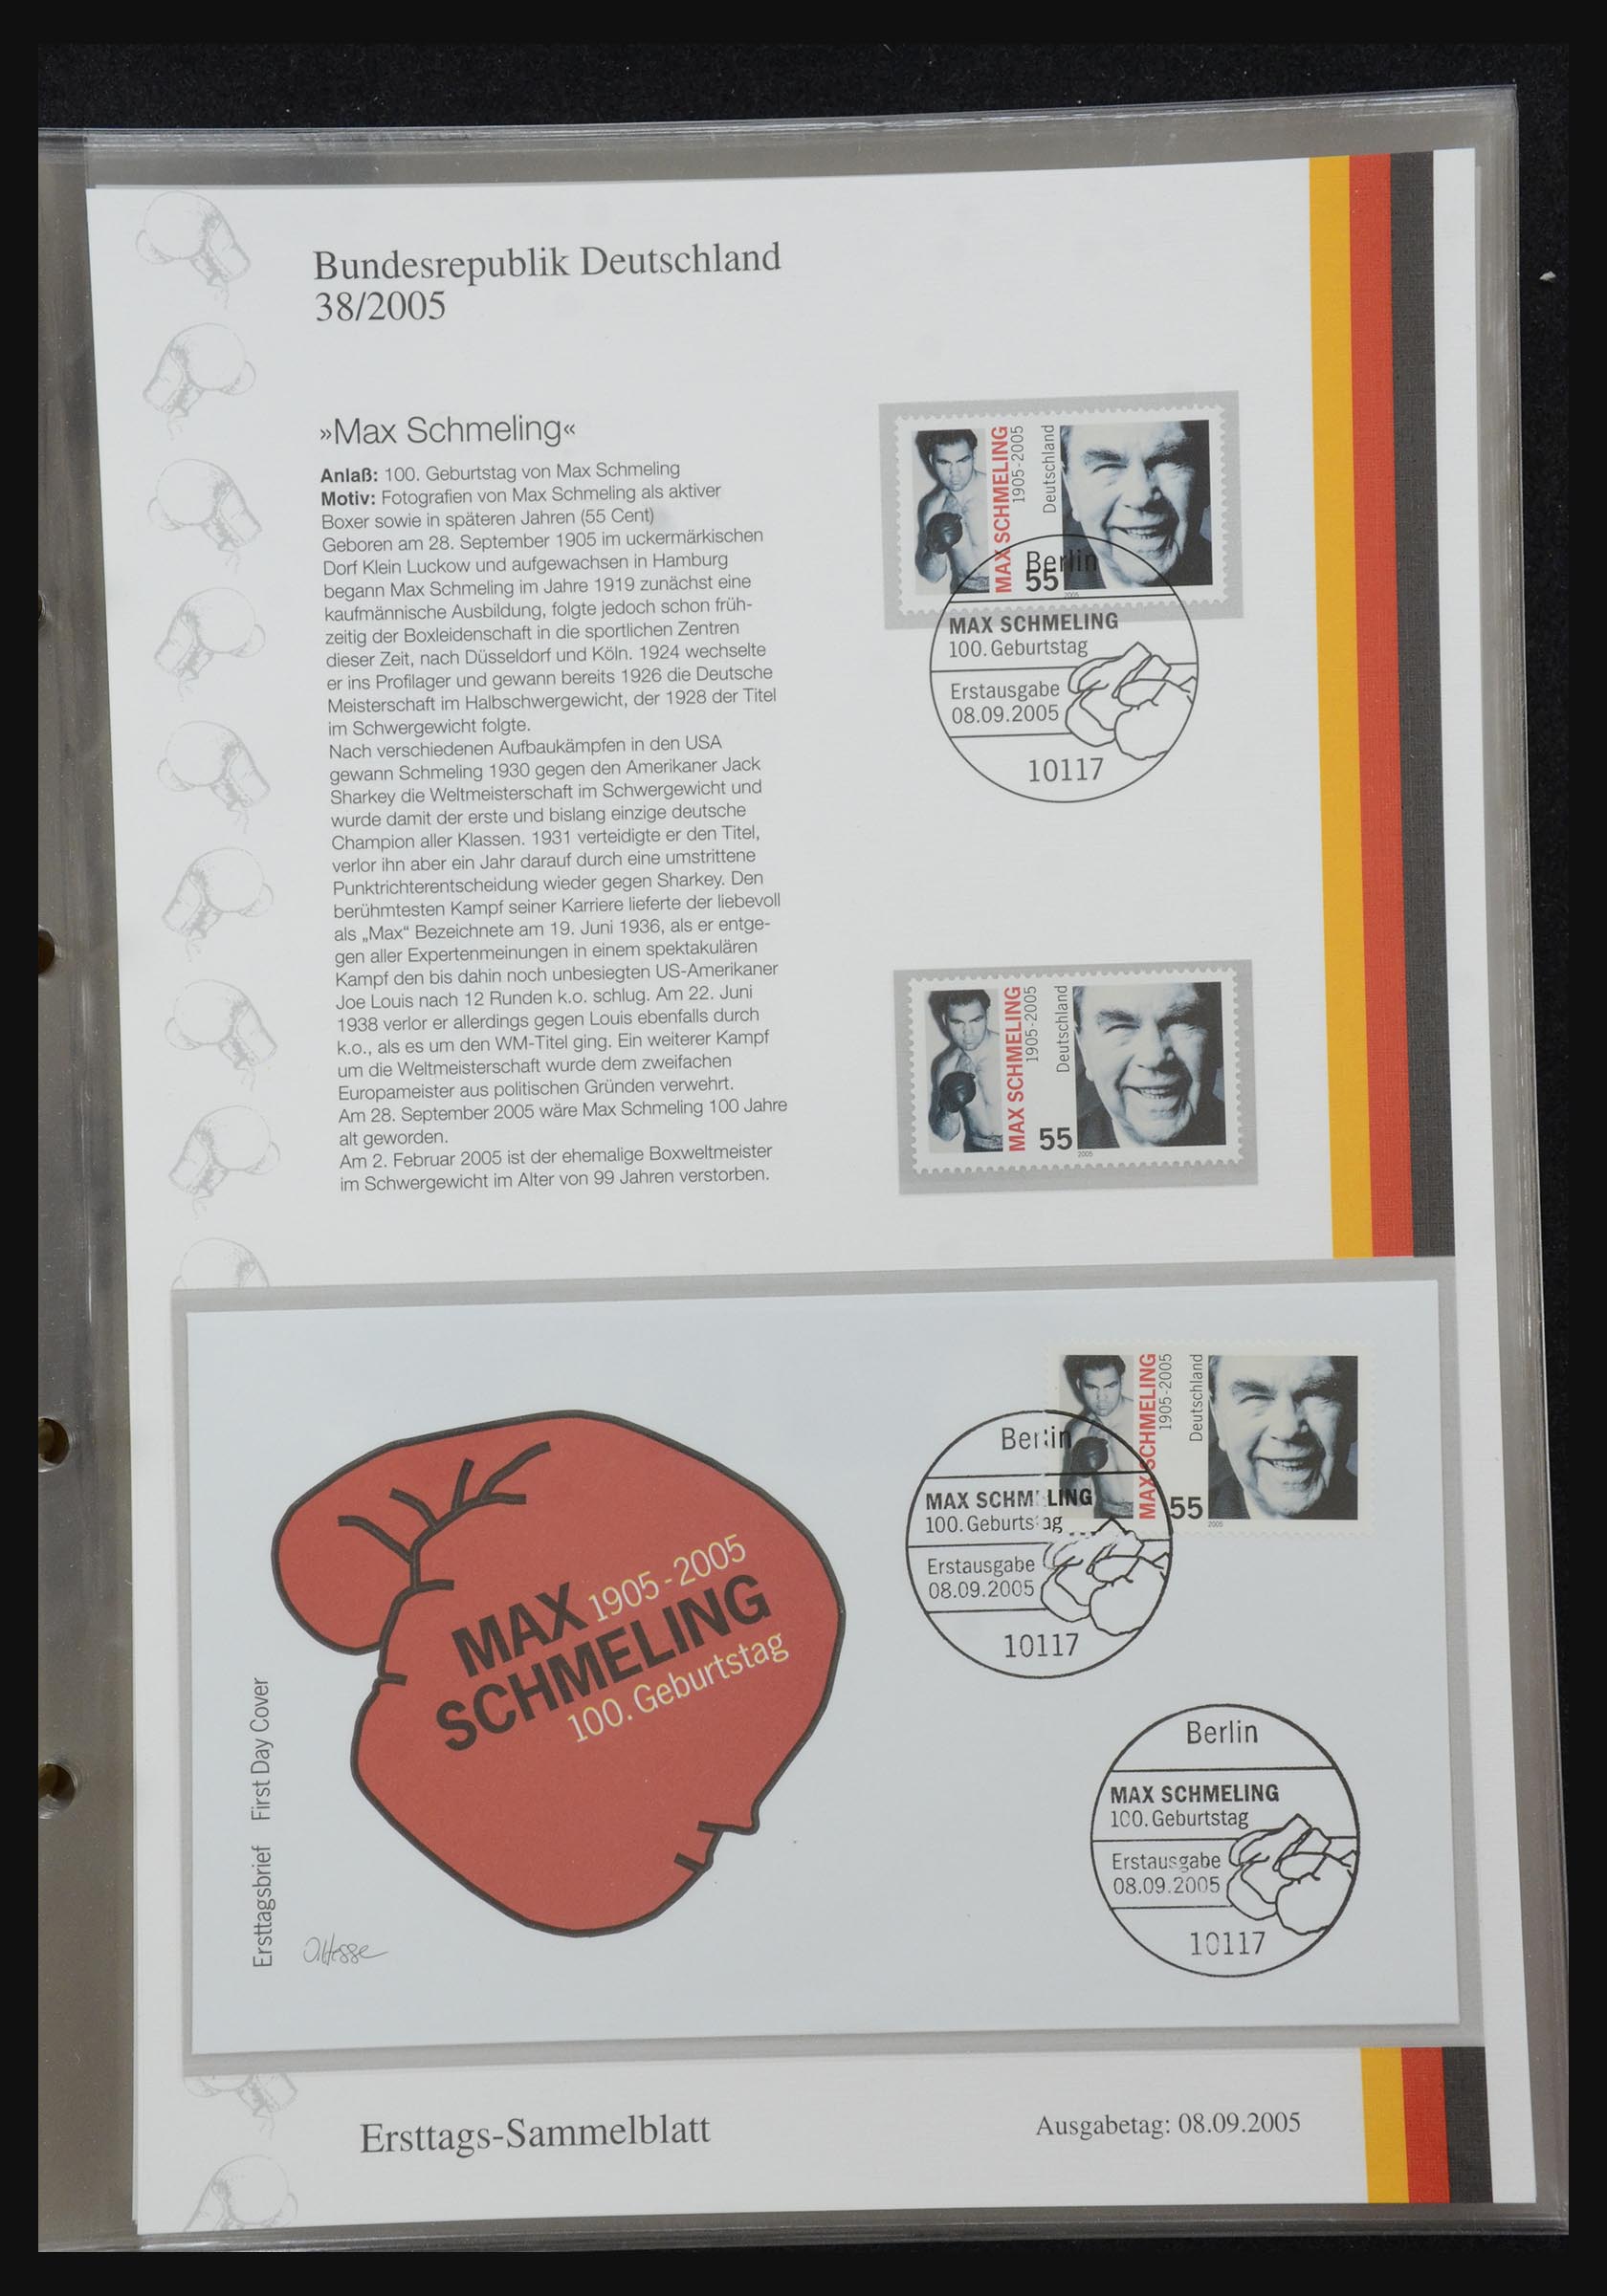 Bundesrepublik Deutschland
38/2005
»Max Schmeling«
Anlaß: 100. Geburtstag von Max Schmeling
Motiv: Fotografien von Max Schmeling als aktiver
Boxer sowie in späteren Jahren (55 Cent)
Geboren am 28. September 1905 im uckermärkischen
Dorf Klein Luckow und aufgewachsen in Hamburg
begann Max Schmeling im Jahre 1919 zunächst eine
kaufmännische Ausbildung, folgte jedoch schon früh-
zeitig der Boxleidenschaft in die sportlichen Zentren
dieser Zeit, nach Düsseldorf und Köln. 1924 wechselte
er ins Profilager und gewann bereits 1926 die Deutsche
Meisterschaft im Halbschwergewicht, der 1928 der Titel
im Schwergewicht folgte.
Nach verschiedenen Aufbaukämpfen in den USA
gewann Schmeling 1930 gegen den Amerikaner Jack
Sharkey die Weltmeisterschaft im Schwergewicht und
wurde damit der erste und bislang einzige deutsche
Champion aller Klassen. 1931 verteidigte er den Titel,
verlor ihn aber ein Jahr darauf durch eine umstrittene
Punktrichterentscheidung wieder gegen Sharkey. Den
berühmtesten Kampf seiner Karriere lieferte der liebevoll
als „Max“ Bezeichnete am 19. Juni 1936, als er entge-
gen aller Expertenmeinungen in einem spektakulären
Kampf den bis dahin noch unbesiegten US-Amerikaner
Joe Louis nach 12 Runden k.o. schlug. Am 22. Juni
1938 verlor er allerdings gegen Louis ebenfalls durch
k.o., als es um den WM-Titel ging. Ein weiterer Kampf
um die Weltmeisterschaft wurde dem zweifachen
Europameister aus politischen Gründen verwehrt.
Am 28. September 2005 wäre Max Schmeling 100 Jahre
alt geworden.
Am 2. Februar 2005 ist der ehemalige Boxweltmeister
im Schwergewicht im Alter von 99 Jahren verstorben.
MAX SCHMELING
1905-2005
Deutschland
55
2005
Berlin
MAX SCHMELING
100. Geburtstag
Erstausgabe
08.09.2005
10117
MAX SCHMELING
1905-2005
Deutschland
55
2005
MAX SCHMELING
1905-2005
Deutschland
55
2005
Berlin
MAX SCHMELING
100. Geburtstag
Erstausgabe
08.09.2005
10117
MAX 1905-2005
SCHMELING
100. Geburtstag
Ersttagsbrief First Day Cover
O.Hesse
Berlin
MAX SCHMELING
100. Geburtstag
Erstausgabe
08.09.2005
10117
Ersttags-Sammelblatt
Ausgabetag: 08.09.2005